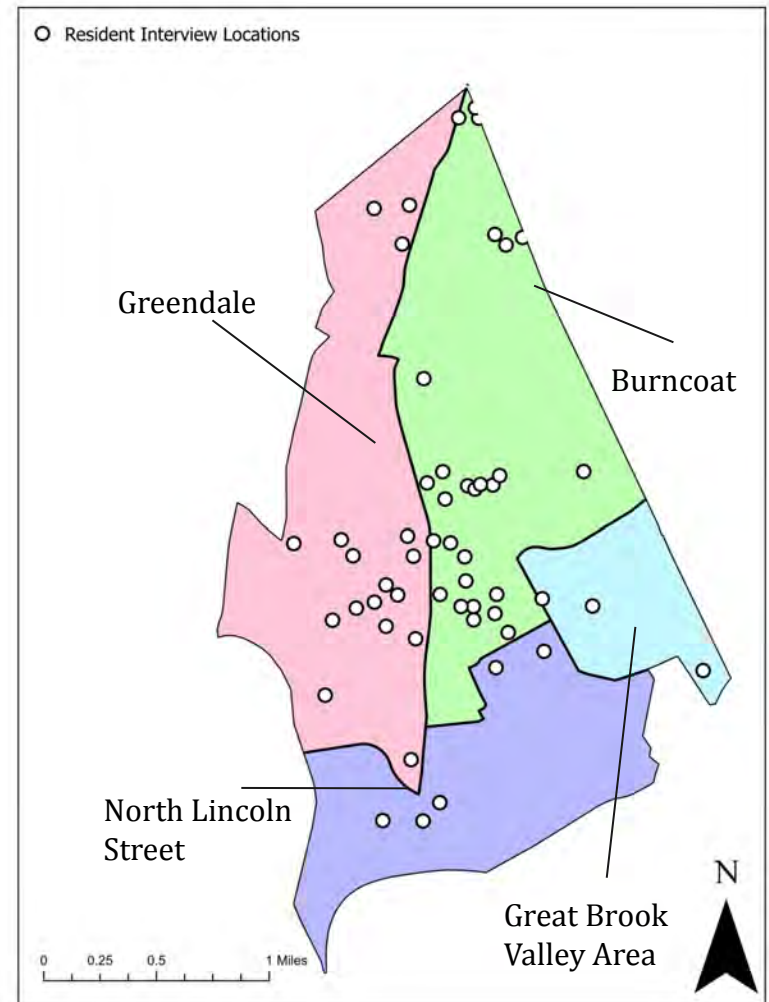 Resident Interview Locations
Greendale
Burncoat
North Lincoln
Street
Great Brook
Valley Area
N
0 0.25 0.5 1 Miles